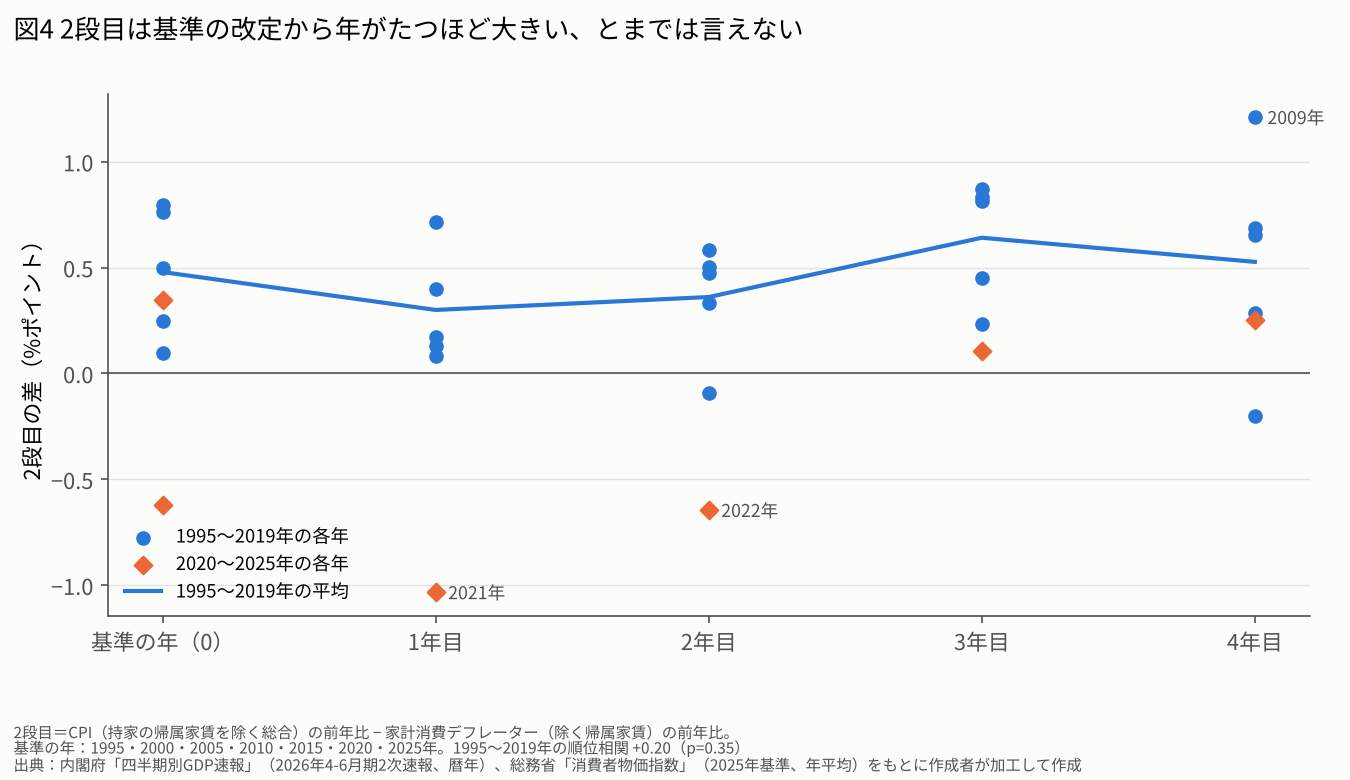 図4 2段目は基準の改定から年がたつほど大きい、とまでは言えない
2段目の差（%ポイント）
1.0
0.5
0.0
−0.5
−1.0
2009年
2022年
2021年
1995～2019年の各年
2020～2025年の各年
1995～2019年の平均
基準の年（0）
1年目
2年目
3年目
4年目
2段目＝CPI（持家の帰属家賃を除く総合）の前年比 − 家計消費デフレーター（除く帰属家賃）の前年比。
基準の年：1995・2000・2005・2010・2015・2020・2025年。1995～2019年の順位相関 +0.20（p=0.35）
出典：内閣府「四半期別GDP速報」（2026年4-6月期2次速報、暦年）、総務省「消費者物価指数」（2025年基準、年平均）をもとに作成者が加工して作成